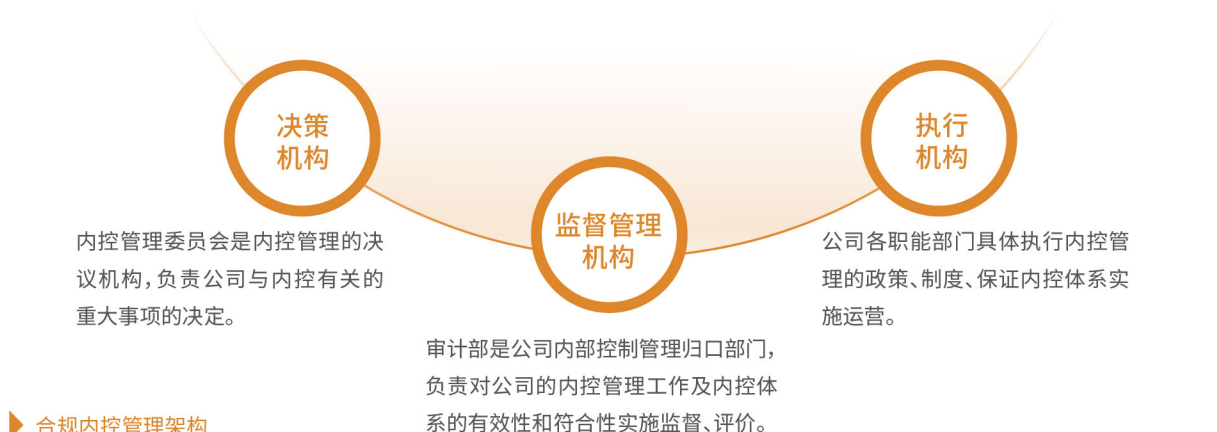 决策
机构
执行
机构
监督管理
机构
内控管理委员会是内控管理的决
议机构，负责公司与内控有关的
重大事项的决定。
公司各职能部门具体执行内控管
理的政策、制度、保证内控体系实
施运营。
审计部是公司内部控制管理归口部门，
负责对公司的内控管理工作及内控体
系的有效性和符合性实施监督、评价。
合规内控管理架构